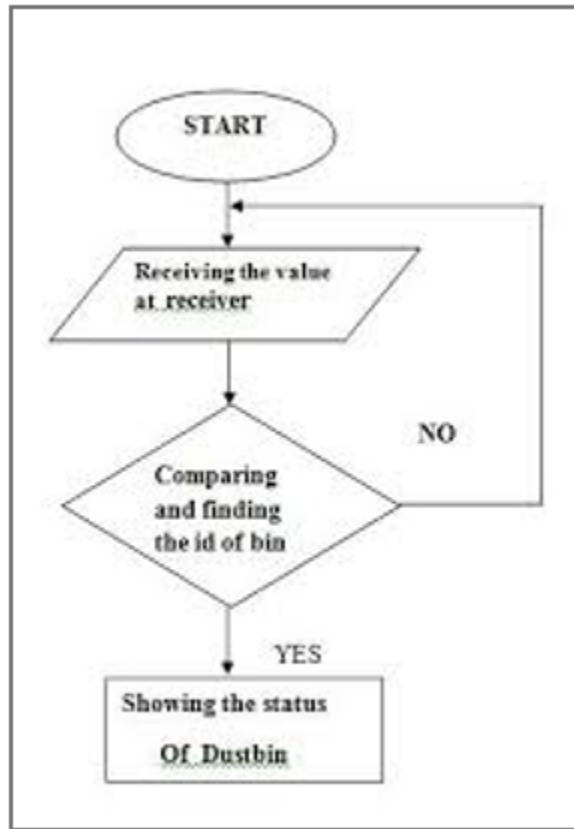 START
Receiving the value
at receiver
NO
Comparing
and finding
the id of bin
YES
Showing the status
Of Dustbin